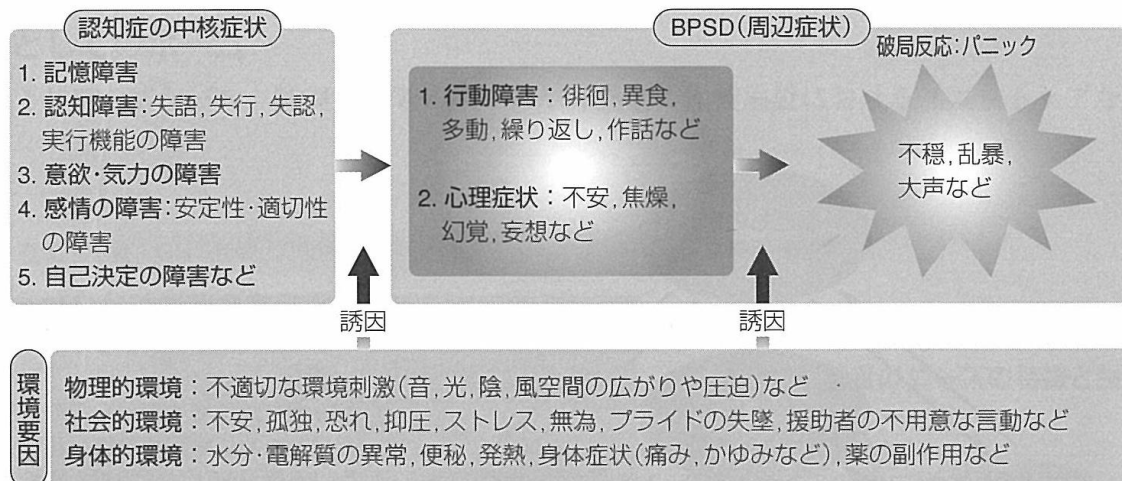 認知症の中核症状
1. 記憶障害
2. 認知障害:失語,失行,失認,
実行機能の障害
3. 意欲・気力の障害
4. 感情の障害:安定性・適切性
の障害
5. 自己決定の障害など
BPSD(周辺症状)
1. 行動障害:徘徊,異食,
多動,繰り返し,作話など
2. 心理症状:不安,焦燥,
幻覚,妄想など
破局反応:パニック
不穏,乱暴,
大声など
誘因
誘因
環境要因
物理的環境:不適切な環境刺激(音,光,陰,風空間の広がりや圧迫)など
社会的環境:不安,孤独,恐れ,抑圧,ストレス,無為,プライドの失墜,援助者の不用意な言動など
身体的環境:水分・電解質の異常,便秘,発熱,身体症状(痛み,かゆみなど),薬の副作用など